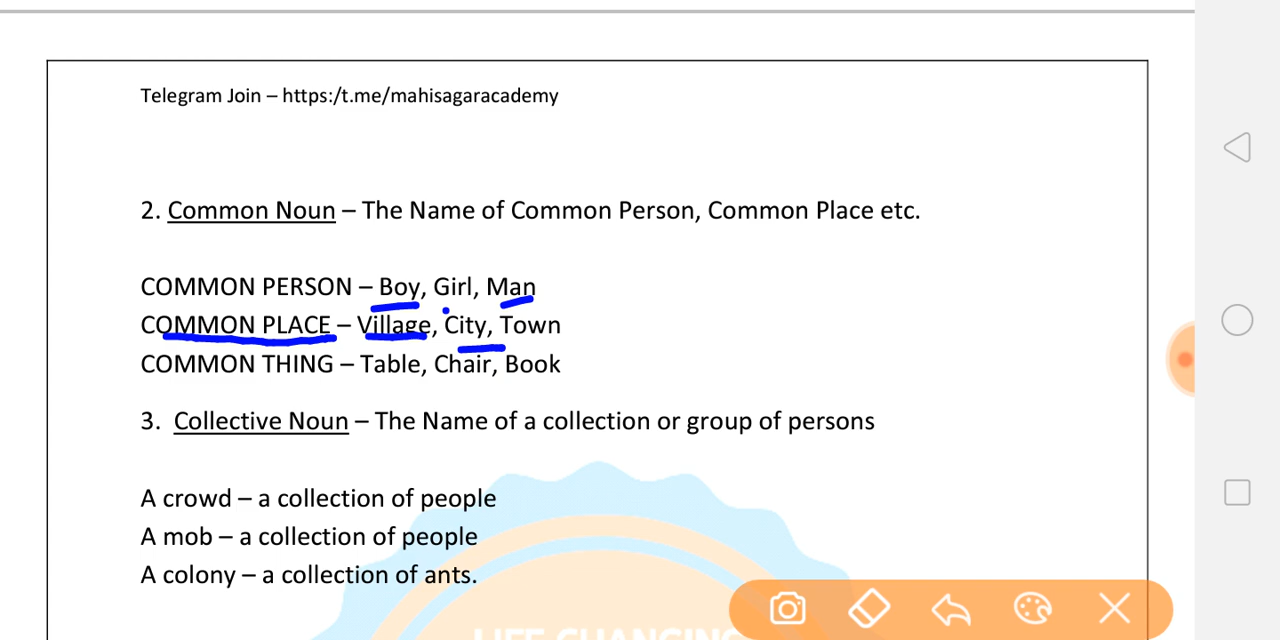 Telegram Join – https:/t.me/mahisagaracademy
2. Common Noun – The Name of Common Person, Common Place etc.
COMMON PERSON – Boy, Girl, Man
COMMON PLACE – Village, City, Town
COMMON THING – Table, Chair, Book
3. Collective Noun – The Name of a collection or group of persons
A crowd – a collection of people
A mob – a collection of people
A colony – a collection of ants.
LIFE CHANGING